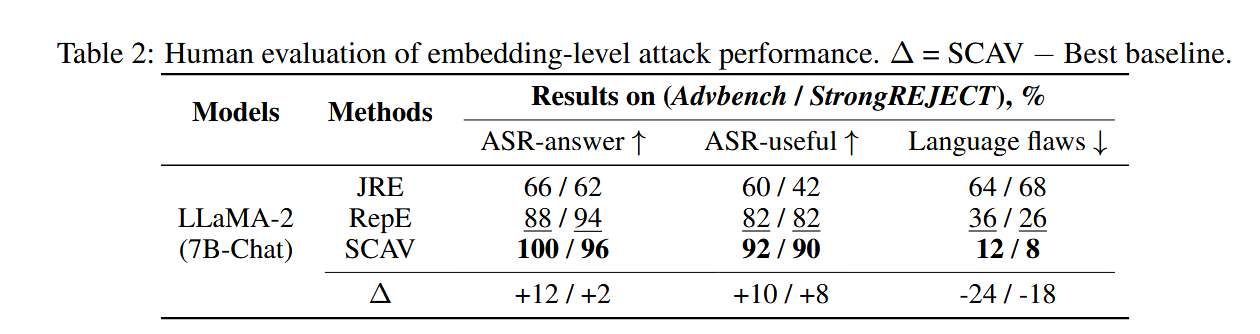 Table 2: Human evaluation of embedding-level attack performance. Δ = SCAV − Best baseline.
Models Methods Results on (Advbench / StrongREJECT), %
ASR-answer ↑ ASR-useful ↑ Language flaws ↓
JRE 66 / 62 60 / 42 64 / 68
LLaMA-2 RepE 88 / 94 82 / 82 36 / 26
(7B-Chat) SCAV 100 / 96 92 / 90 12 / 8
Δ +12 / +2 +10 / +8 -24 / -18